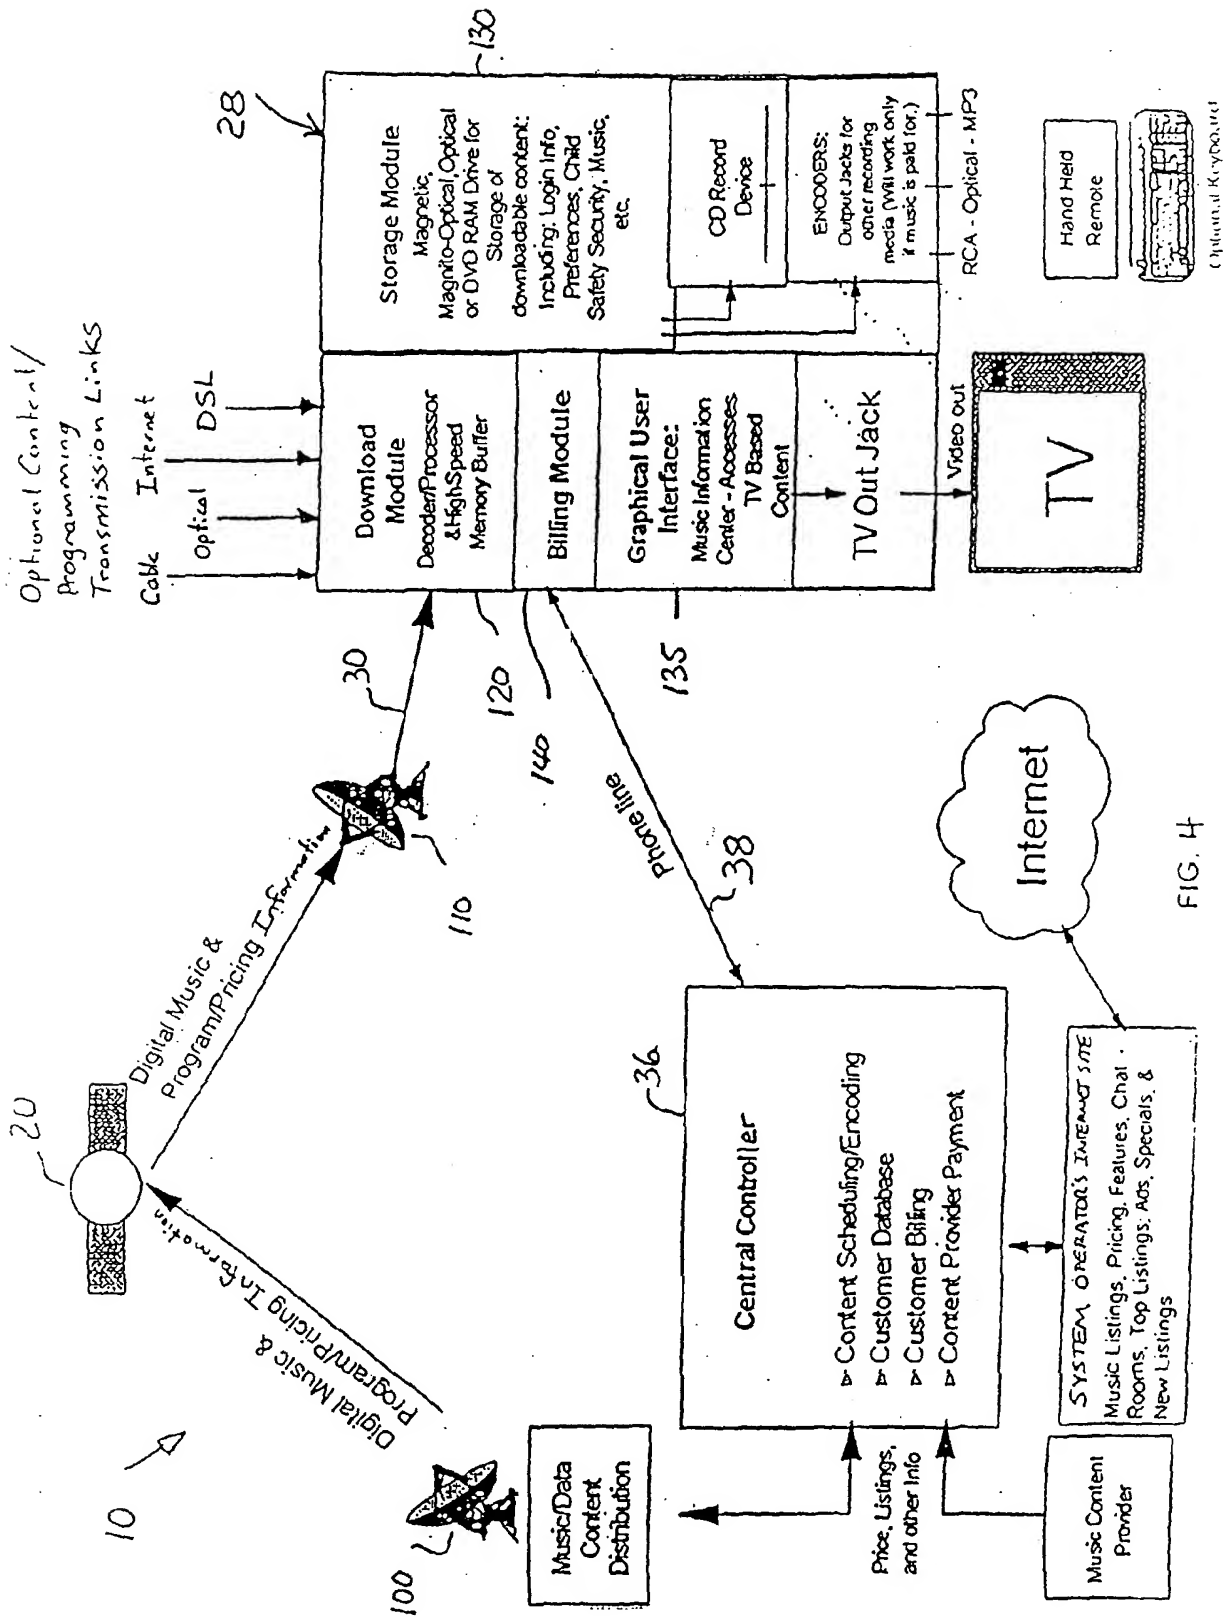 10
20
Digital Music &
Program/Pricing Information
Digital Music &
Program/Pricing Information
100
Music/Data
Content
Distribution
110
30
Optional Content/
Programming
Transmission Links
Cable
Optical
Internet
DSL
28
Download
Module
Decoder/Processor
& High Speed
Memory Buffer
120
Billing Module
140
Graphical User
Interface:
Music Information
Center - Accesses
TV Based
Content
135
TV Out Jack
Video out
TV
Storage Module
Magnetic,
Magnito-Optical, Optical
or DVD RAM Drive for
Storage of
downloadable content:
Including: Login Info,
Preferences, Child
Safety Security, Music,
etc.
130
CD Record
Device
ENCODERS:
Output Jacks for
other recording
media (Will work only
if music is paid for.)
RCA - Optical - MP3
Hand Held
Remote
Optional Keyboard
Phone line
38
36
Central Controller
▹ Content Scheduling/Encoding
▹ Customer Database
▹ Customer Billing
▹ Content Provider Payment
Price, Listings,
and other Info
Music Content
Provider
SYSTEM OPERATOR'S INTERNET SITE
Music Listings, Pricing, Features, Chat -
Rooms, Top Listings, Ads, Specials, &
New Listings
Internet
FIG. 4